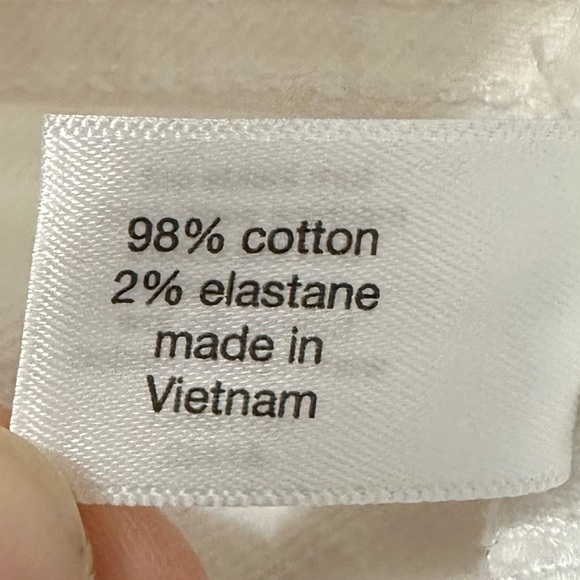 98% cotton
2% elastane
made in
Vietnam